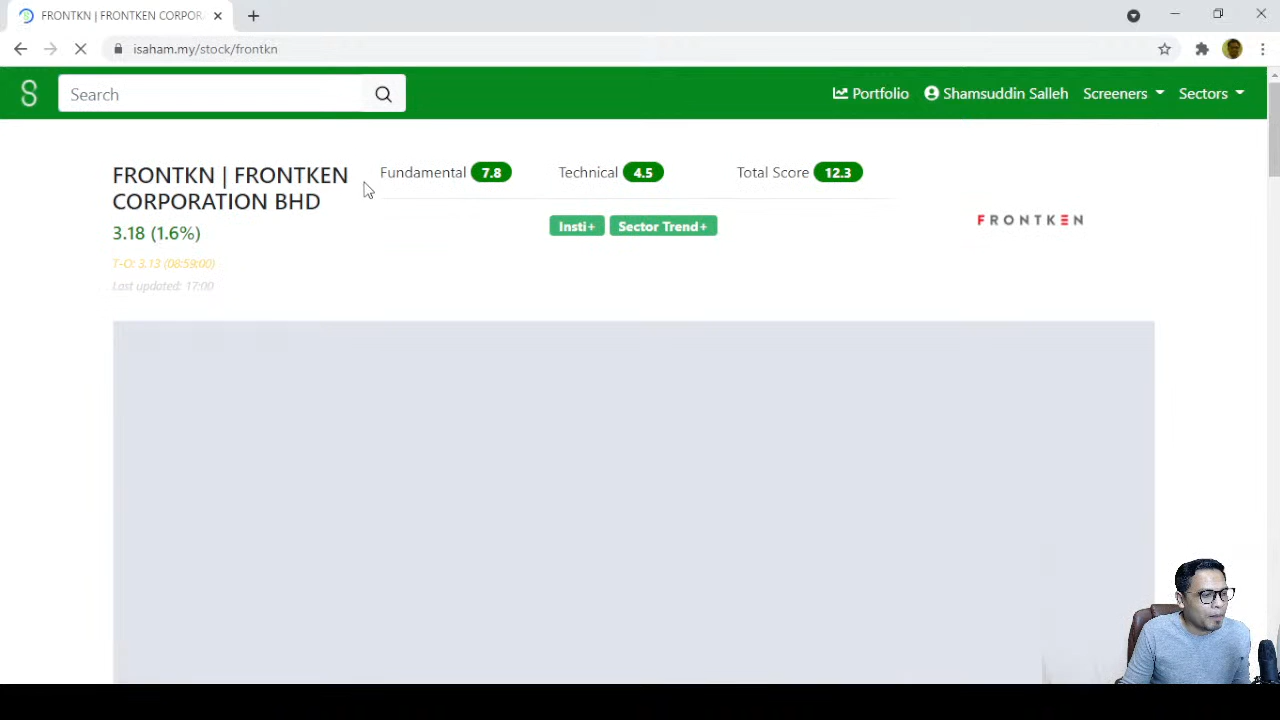 FRONTKN | FRONTKEN CORPOR
isaham.my/stock/frontkn
Search
Portfolio
Shamsuddin Salleh
Screeners
Sectors
FRONTKN | FRONTKEN
CORPORATION BHD
3.18 (1.6%)
T-O: 3.13 (08:59:00)
Last updated: 17:00
Fundamental 7.8
Technical 4.5
Total Score 12.3
Insti+
Sector Trend+
FRONTKEN